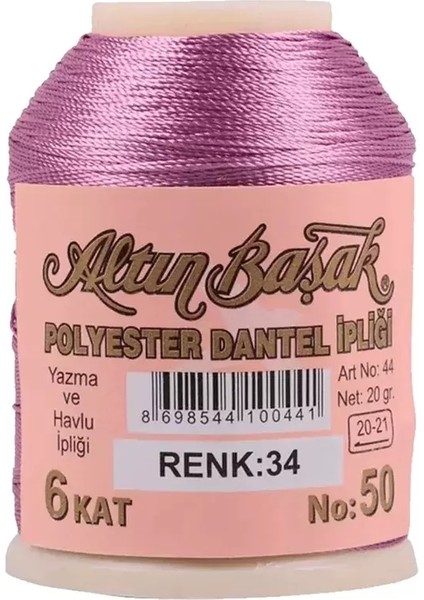 Altın Başak ®
POLYESTER DANTEL İPLİĞİ
Yazma
ve
Havlu
İpliği
8 698544 100441
Art No: 44
Net: 20 gr.
20-21
RENK:34
6 KAT
No: 50